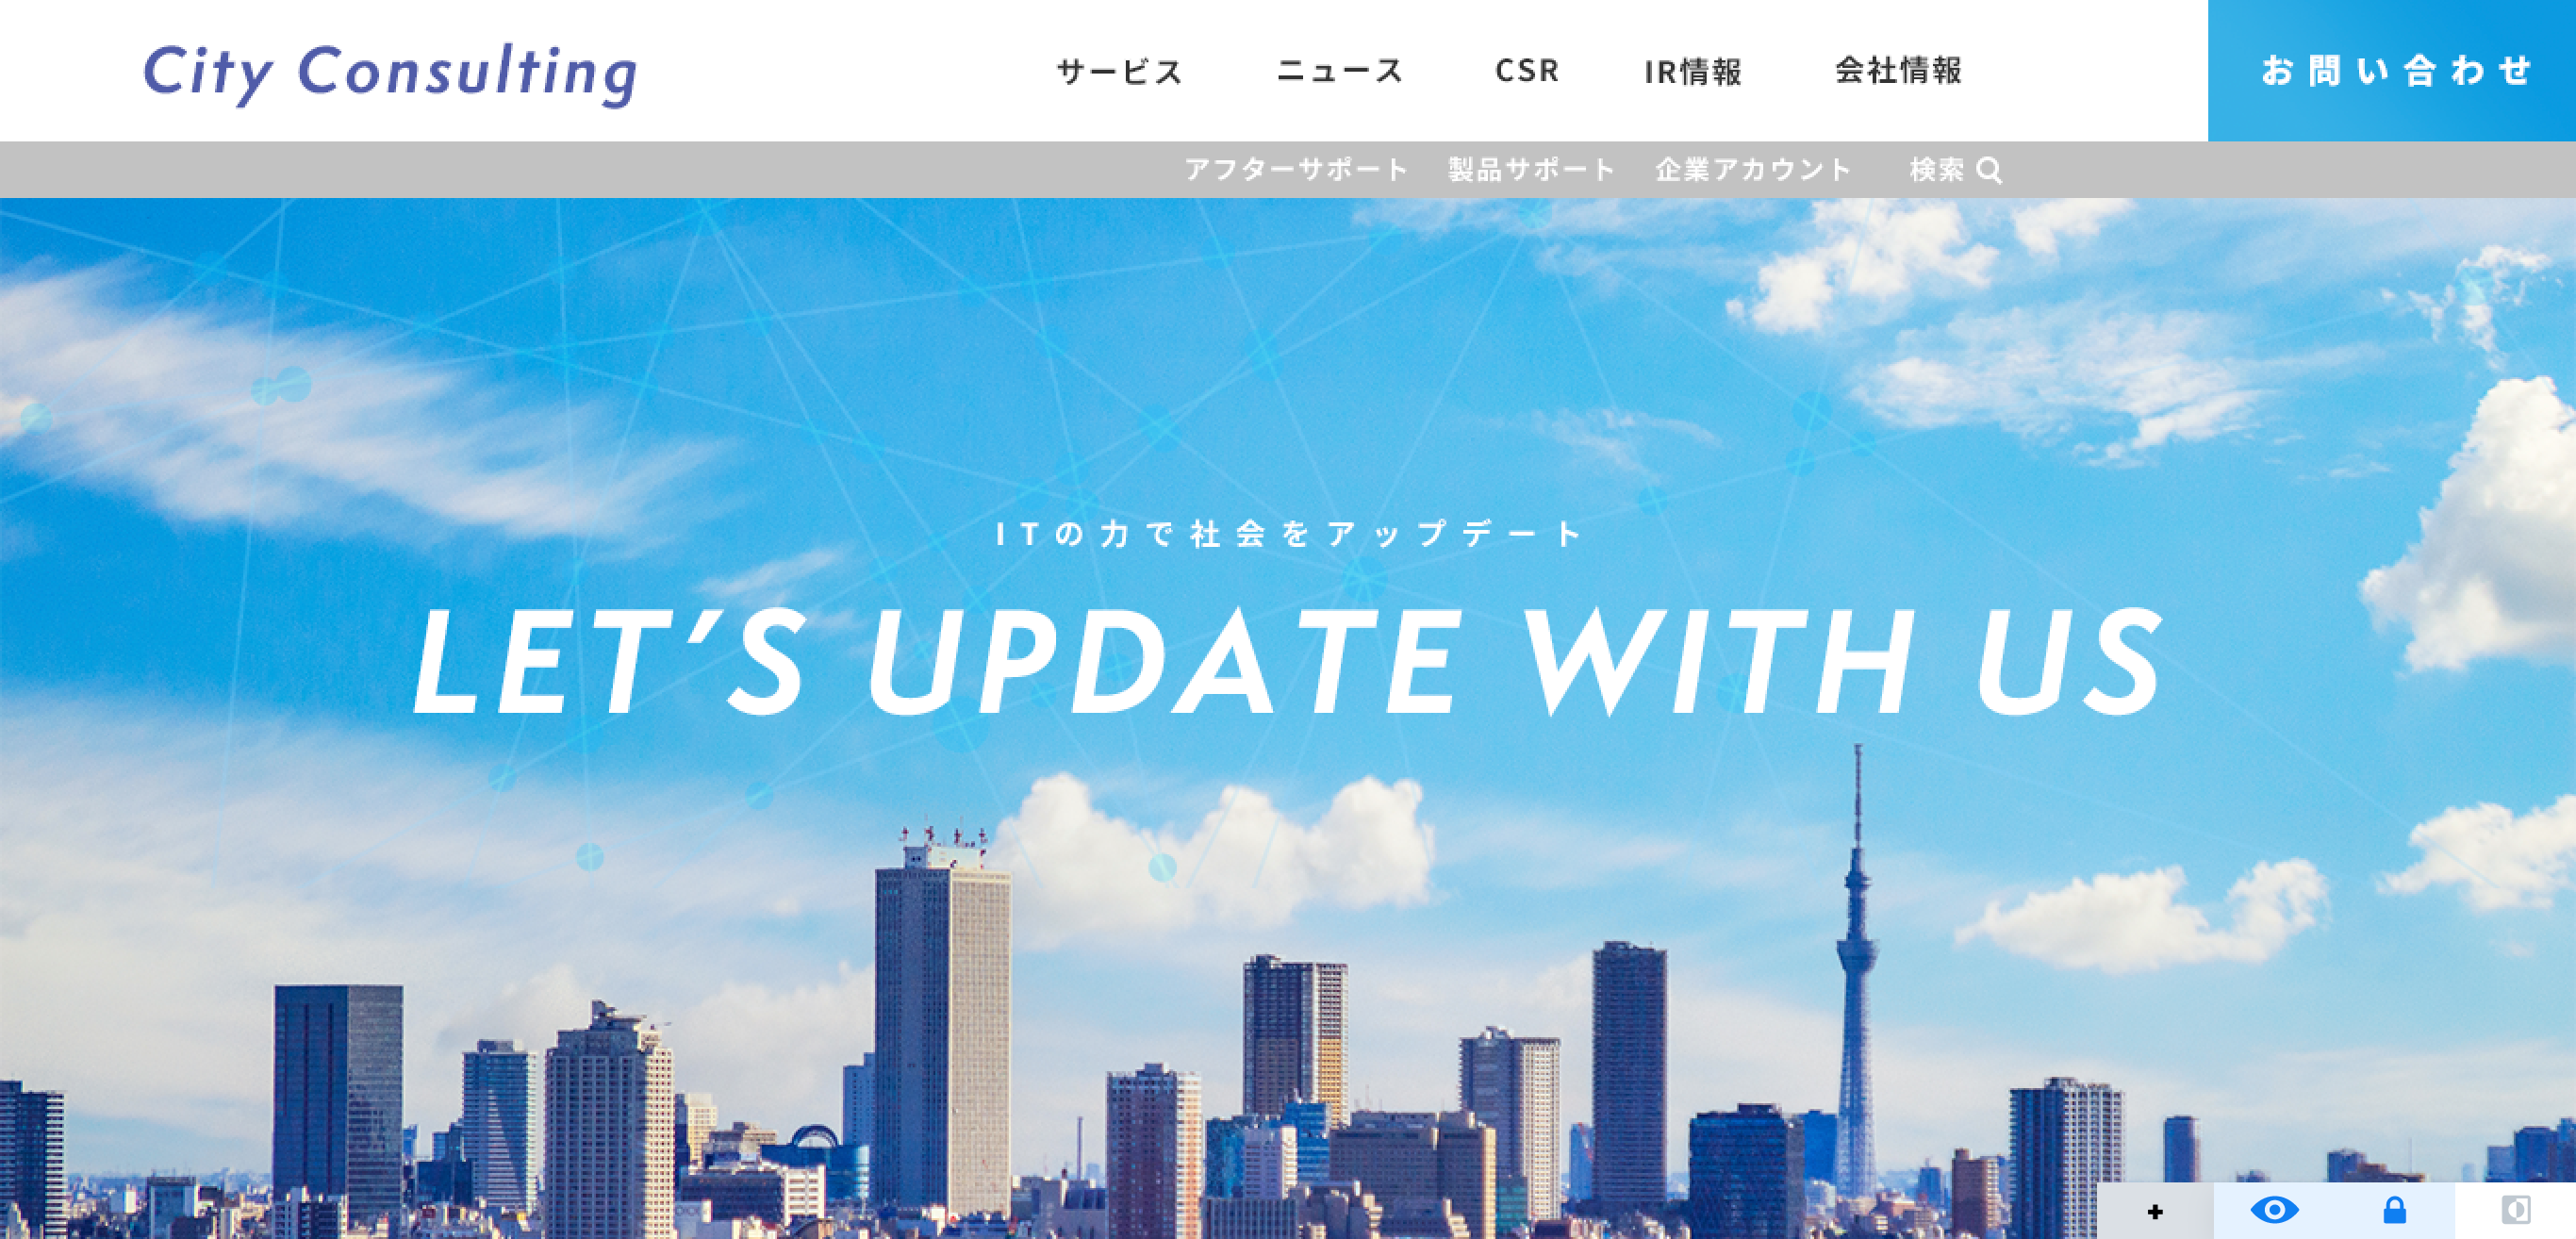 City Consulting
サービス ニュース CSR IR情報 会社情報
お問い合わせ
アフターサポート 製品サポート 企業アカウント 検索
ITの力で社会をアップデート
LET’S UPDATE WITH US